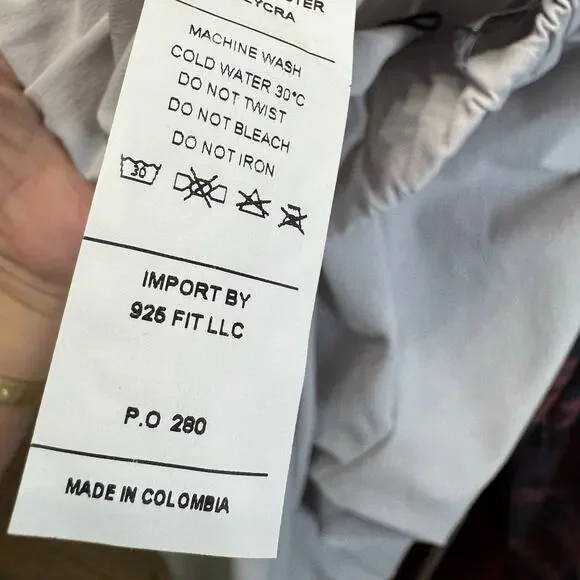 MACHINE WASH
COLD WATER 30°C
DO NOT TWIST
DO NOT BLEACH
DO NOT IRON
30
IMPORT BY
925 FIT LLC
P.O 280
MADE IN COLOMBIA